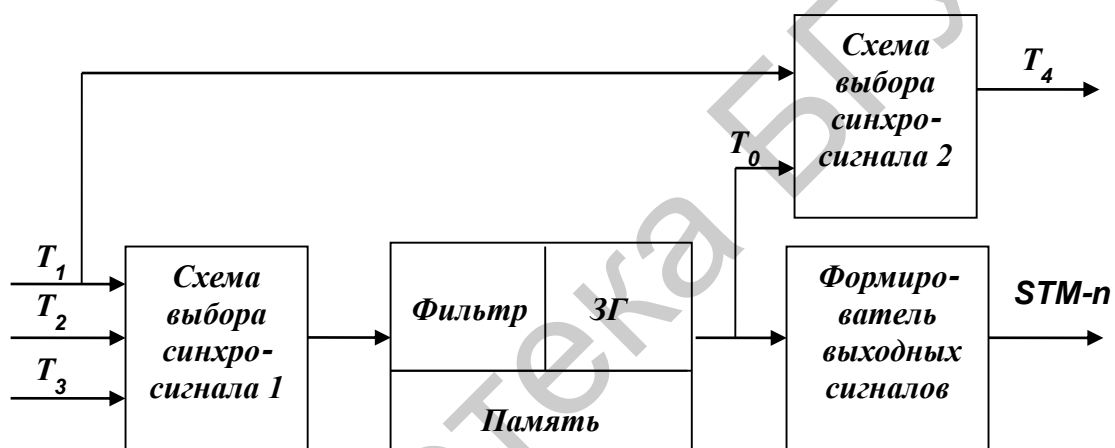 Схема
выбора
синхро-
сигнала 2
T4
T0
T1
T2
T3
Схема
выбора
синхро-
сигнала 1
Фильтр
ЗГ
Память
Формиро-
ватель
выходных
сигналов
STM-n